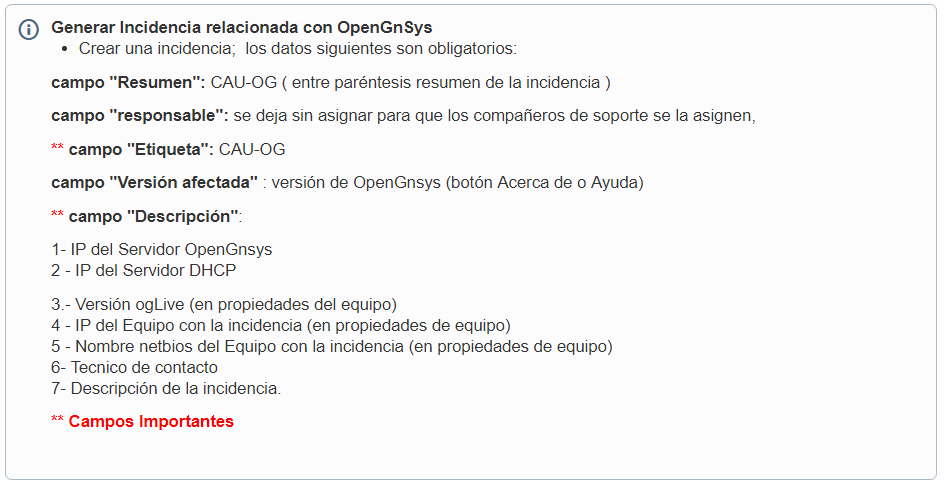 Generar Incidencia relacionada con OpenGnSys
• Crear una incidencia;  los datos siguientes son obligatorios:
campo "Resumen": CAU-OG ( entre paréntesis resumen de la incidencia )
campo "responsable": se deja sin asignar para que los compañeros de soporte se la asignen,
** campo "Etiqueta": CAU-OG
campo "Versión afectada" : versión de OpenGnsys (botón Acerca de o Ayuda)
** campo "Descripción":
1- IP del Servidor OpenGnsys
2 - IP del Servidor DHCP
3.- Versión ogLive (en propiedades del equipo)
4 - IP del Equipo con la incidencia (en propiedades de equipo)
5 - Nombre netbios del Equipo con la incidencia (en propiedades de equipo)
6- Tecnico de contacto
7- Descripción de la incidencia.
** Campos Importantes